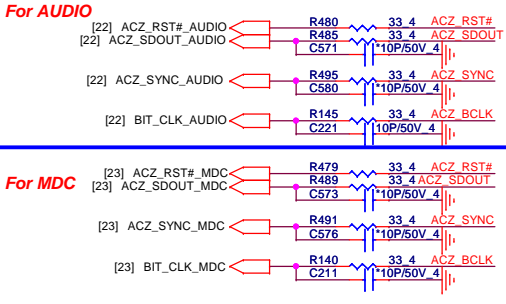 For AUDIO
[22] ACZ_RST#_AUDIO R480 33_4 ACZ_RST#
[22] ACZ_SDOUT_AUDIO R485 33_4 ACZ_SDOUT
C571 *10P/50V_4
[22] ACZ_SYNC_AUDIO R495 33_4 ACZ_SYNC
C580 *10P/50V_4
[22] BIT_CLK_AUDIO R145 33_4 ACZ_BCLK
C221 10P/50V_4
For MDC
[23] ACZ_RST#_MDC R479 33_4 ACZ_RST#
[23] ACZ_SDOUT_MDC R489 33_4 ACZ_SDOUT
C573 *10P/50V_4
[23] ACZ_SYNC_MDC R491 33_4 ACZ_SYNC
C576 *10P/50V_4
[23] BIT_CLK_MDC R140 33_4 ACZ_BCLK
C211 *10P/50V_4